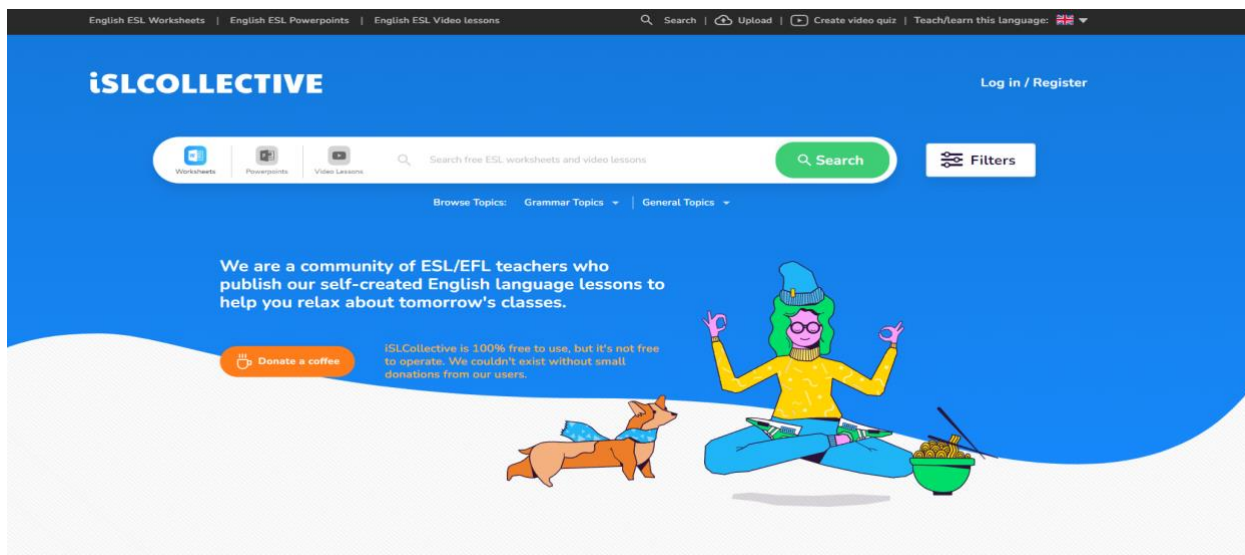 English ESL Worksheets | English ESL Powerpoints | English ESL Video lessons
Search | Upload | Create video quiz | Teach/learn this language:
iSLCOLLECTIVE
Log in / Register
Worksheets
Powerpoints
Video Lessons
Search free ESL worksheets and video lessons
Search
Filters
Browse Topics: Grammar Topics | General Topics
We are a community of ESL/EFL teachers who
publish our self-created English language lessons to
help you relax about tomorrow's classes.
Donate a coffee
iSLCollective is 100% free to use, but it's not free
to operate. We couldn't exist without small
donations from our users.